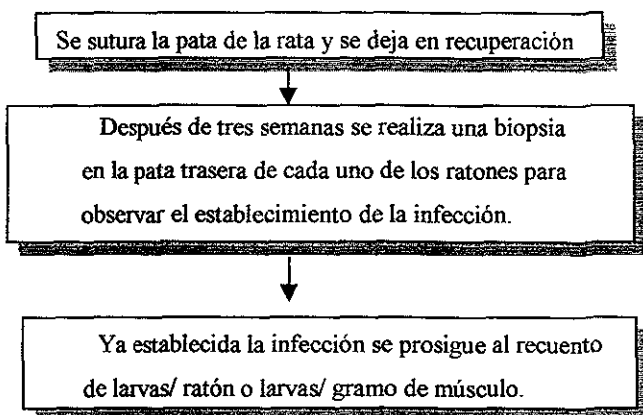 Se sutura la pata de la rata y se deja en recuperación
Después de tres semanas se realiza una biopsia
en la pata trasera de cada uno de los ratones para
observar el establecimiento de la infección.
Ya establecida la infección se prosigue al recuento
de larvas/ ratón o larvas/ gramo de músculo.